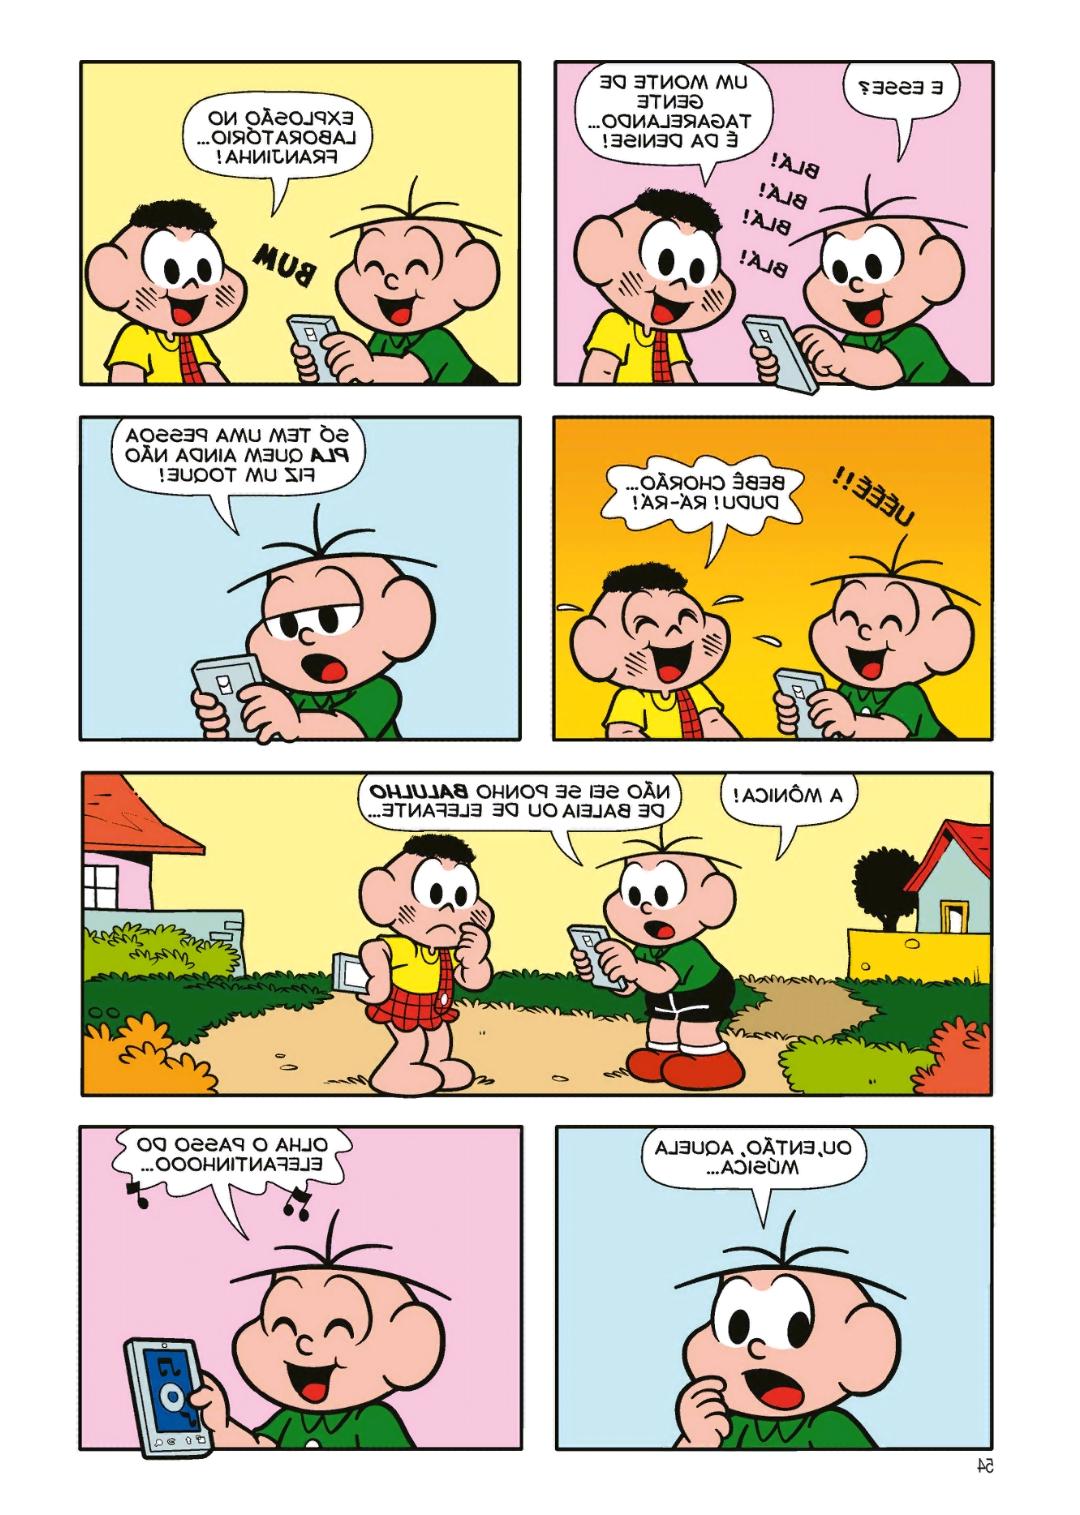 E ESSE?
UM MONTE DE
GENTE
TAGARELANDO...
É DA DENISE!
BLÁ!
BLÁ!
BLÁ!
BLÁ!
EXPLOSÃO NO
LABORATÓRIO...
FRANJINHA!
BUM
UÉÉÉ!!
BEBÊ CHORÃO...
DUDU! RÁ-RÁ!
SÓ TEM UMA PESSOA
PLA QUEM AINDA NÃO
FIZ UM TOQUE!
A MÔNICA!
NÃO SEI SE PONHO BALULHO
DE BALEIA OU DE ELEFANTE...
OU, ENTÃO, AQUELA
MÚSICA...
OLHA O PASSO DO
ELEFANTINHOOO...
54